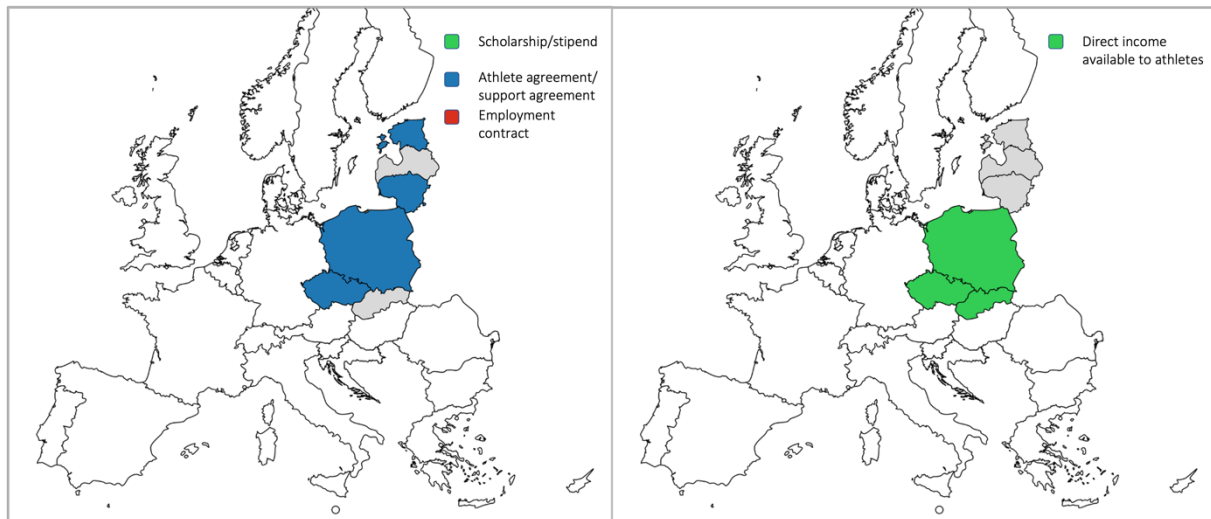 Scholarship/stipend
Athlete agreement/
support agreement
Employment
contract
Direct income
available to athletes